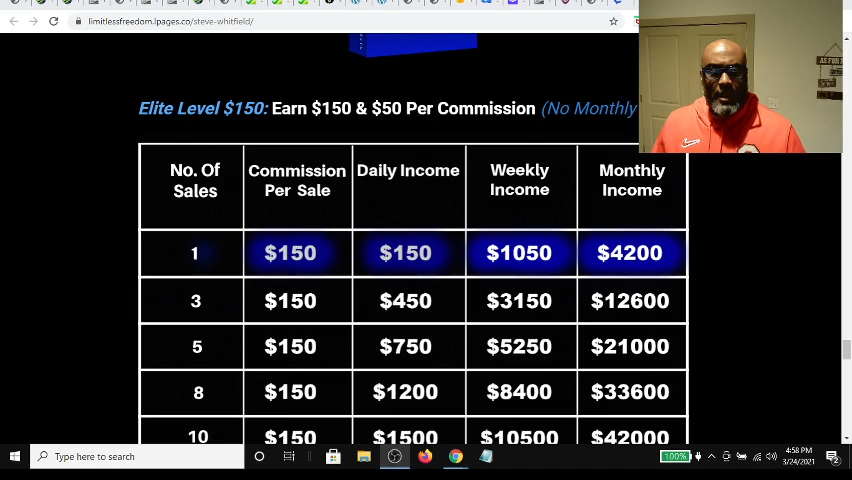 limitlessfreedom.lpages.co/steve-whitfield/
Elite Level $150: Earn $150 & $50 Per Commission (No Monthly
No. Of Sales Commission Per Sale Daily Income Weekly Income Monthly Income
1 $150 $150 $1050 $4200
3 $150 $450 $3150 $12600
5 $150 $750 $5250 $21000
8 $150 $1200 $8400 $33600
10 $150 $1500 $10500 $42000
Type here to search
100%
4:58 PM
3/24/2021
2